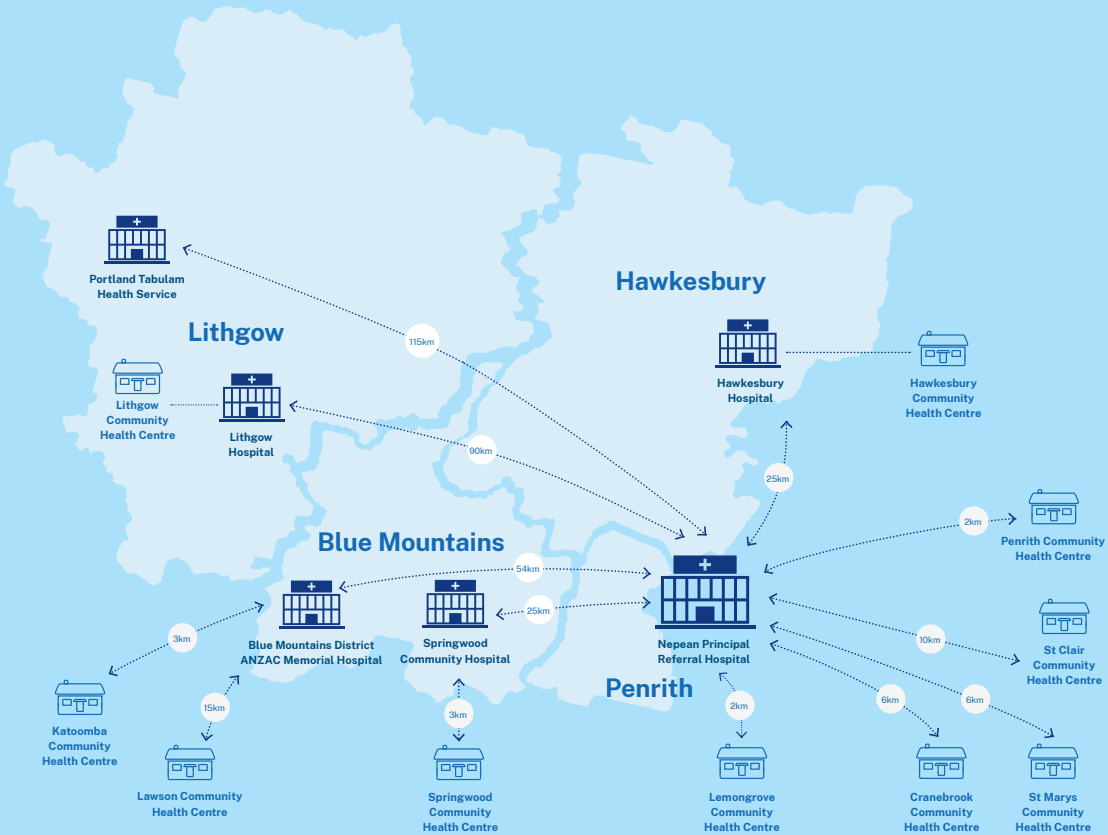 Portland Tabulam
Health Service
Lithgow
Hawkesbury
115km
Hawkesbury
Hospital
Hawkesbury
Community
Health Centre
Lithgow
Community
Health Centre
Lithgow
Hospital
90km
25km
Blue Mountains
2km
Penrith Community
Health Centre
54km
25km
3km
Blue Mountains District
ANZAC Memorial Hospital
Springwood
Community Hospital
Nepean Principal
Referral Hospital
10km
St Clair
Community
Health Centre
Penrith
15km
3km
2km
6km
6km
Katoomba
Community
Health Centre
Lawson Community
Health Centre
Springwood
Community
Health Centre
Lemongrove
Community
Health Centre
Cranebrook
Community
Health Centre
St Marys
Community
Health Centre